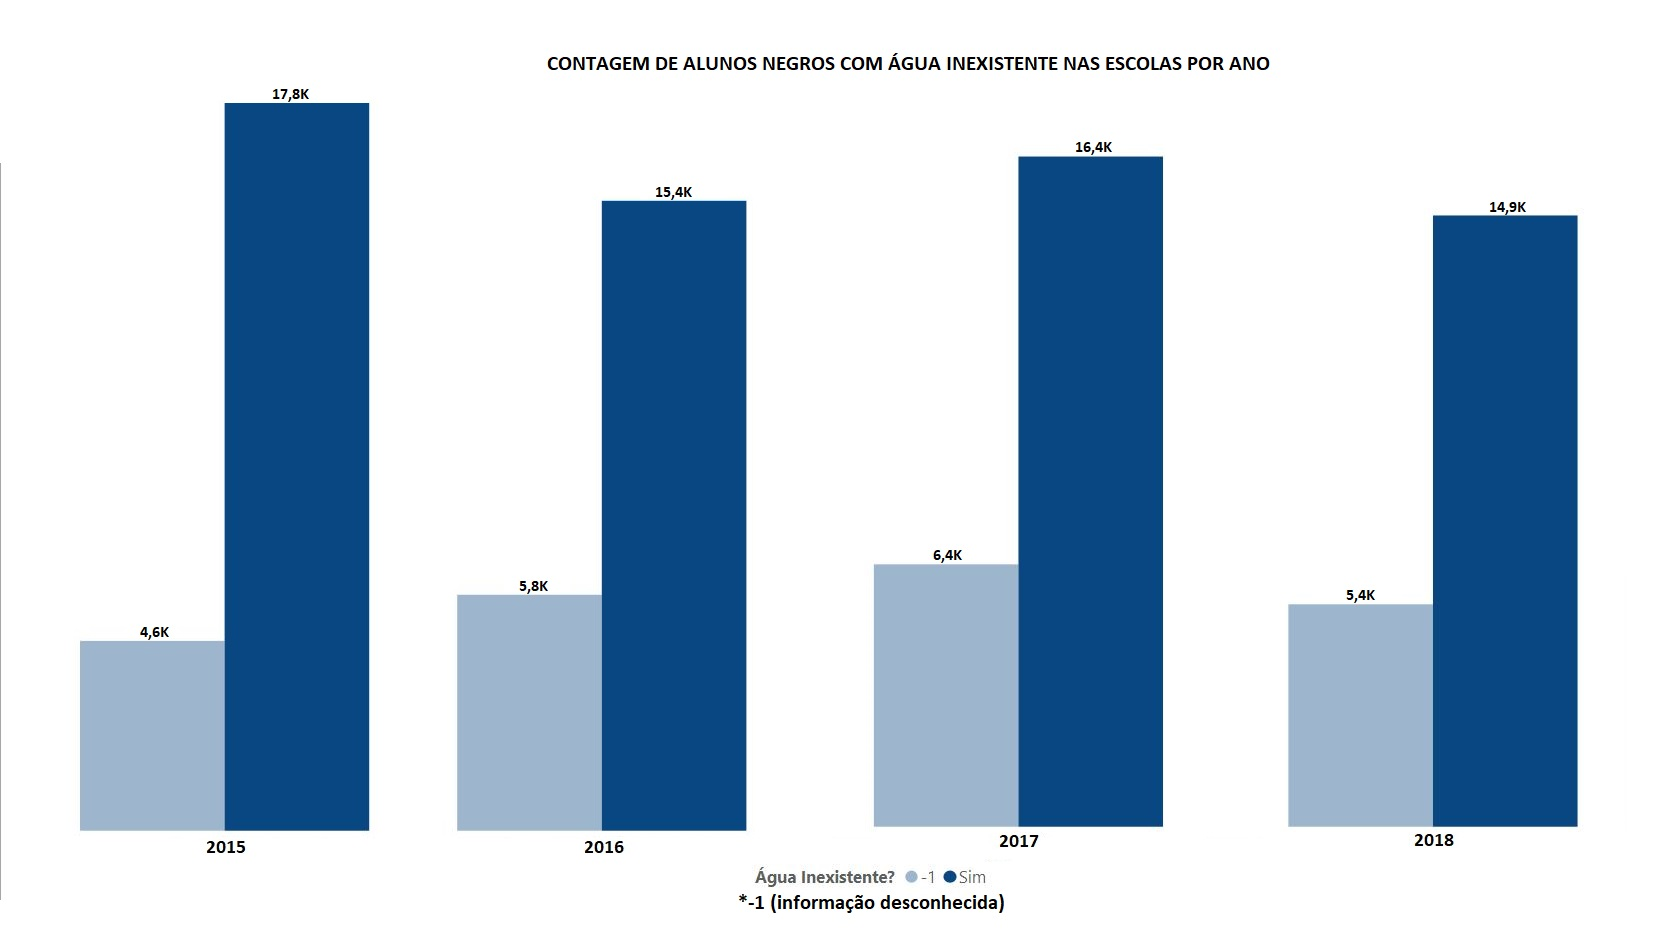 CONTAGEM DE ALUNOS NEGROS COM ÁGUA INEXISTENTE NAS ESCOLAS POR ANO
17,8K
16,4K
15,4K
14,9K
6,4K
5,8K
5,4K
4,6K
2015
2016
2017
2018
Água Inexistente? -1 Sim
*-1 (informação desconhecida)